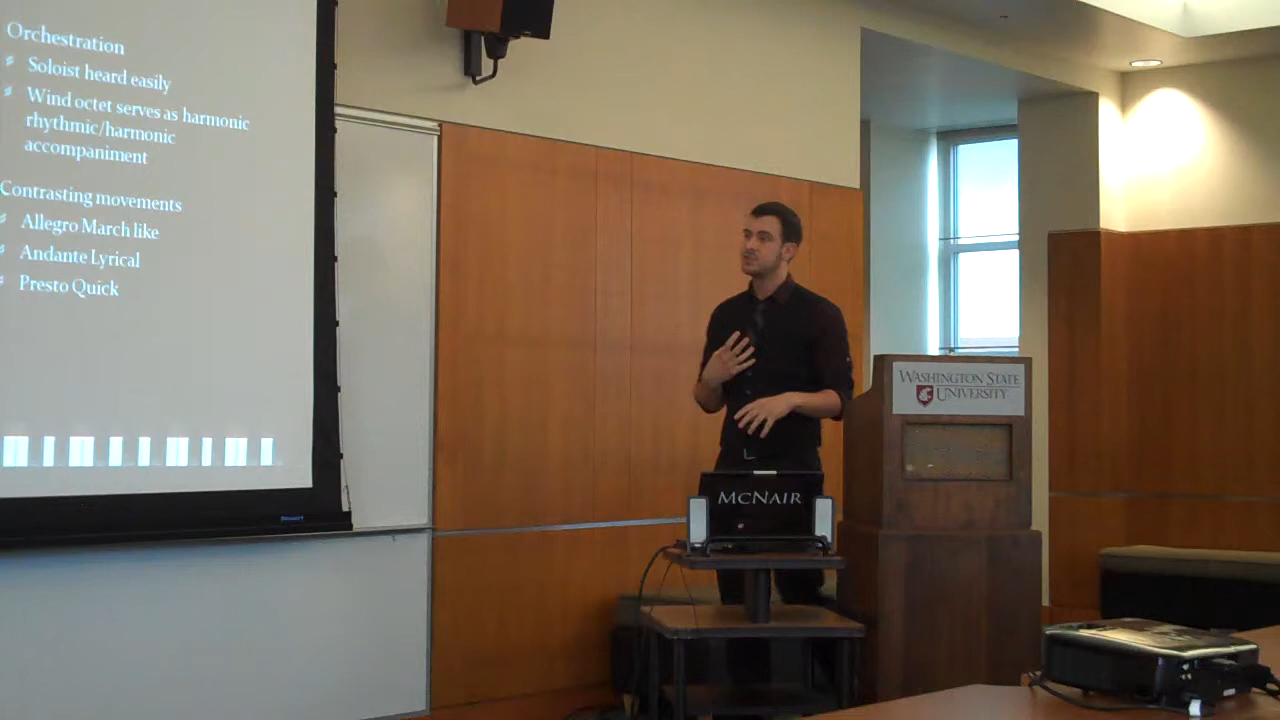 Orchestration
Soloist heard easily
Wind octet serves as harmonic
rhythmic/harmonic
accompaniment
Contrasting movements
Allegro March like
Andante Lyrical
Presto Quick
WASHINGTON STATE
UNIVERSITY
MCNAIR